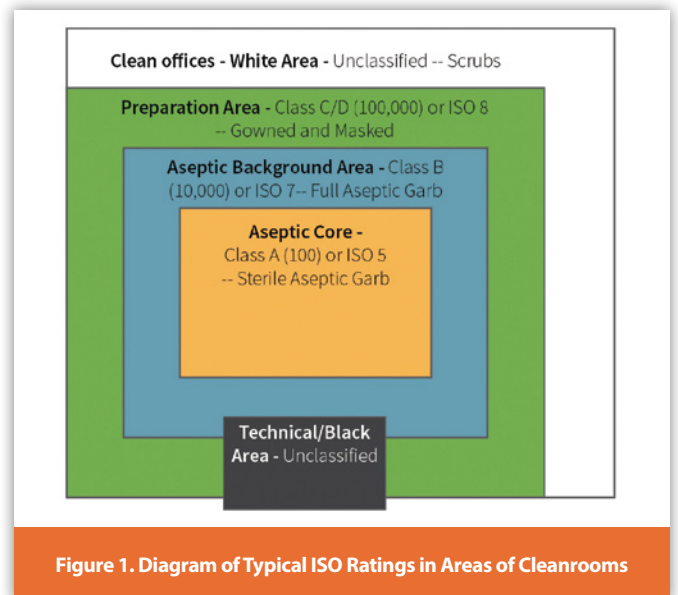 Clean offices - White Area - Unclassified -- Scrubs
Preparation Area - Class C/D (100,000) or ISO 8
-- Gowned and Masked
Aseptic Background Area - Class B
(10,000) or ISO 7-- Full Aseptic Garb
Aseptic Core -
Class A (100) or ISO 5
-- Sterile Aseptic Garb
Technical/Black
Area - Unclassified
Figure 1. Diagram of Typical ISO Ratings in Areas of Cleanrooms